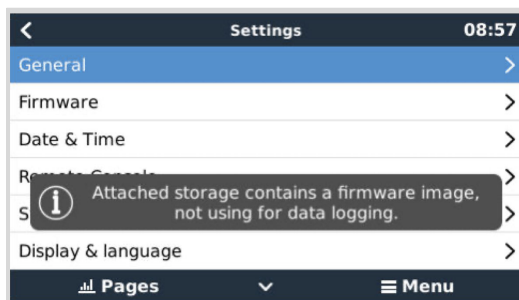 Settings 08:57
General
Firmware
Date & Time
Attached storage contains a firmware image,
not using for data logging.
Display & language
Pages Menu